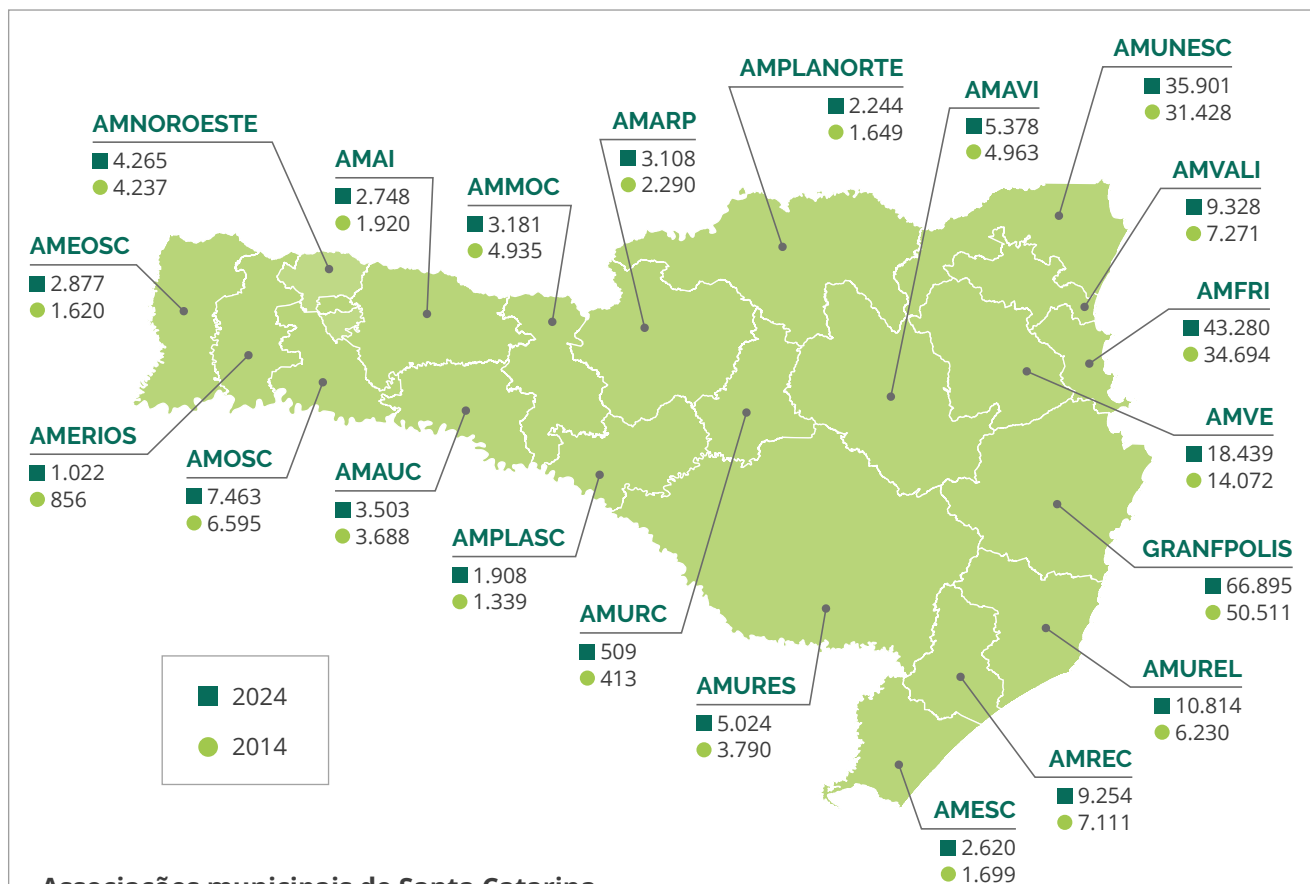 AMUNESC
35.901
31.428
AMPLANORTE
2.244
1.649
AMAVI
5.378
4.963
AMNOROESTE
4.265
4.237
AMARP
3.108
2.290
AMAI
2.748
1.920
AMMOC
3.181
4.935
AMVALI
9.328
7.271
AMEOSC
2.877
1.620
AMFRI
43.280
34.694
AMERIOS
1.022
856
AMOSC
7.463
6.595
AMAUC
3.503
3.688
AMVE
18.439
14.072
AMPLASC
1.908
1.339
GRANFPOLIS
66.895
50.511
AMURC
509
413
AMURES
5.024
3.790
AMUREL
10.814
6.230
2024
2014
AMREC
9.254
7.111
AMESC
2.620
1.699
Associações municipais de Santa Catarina